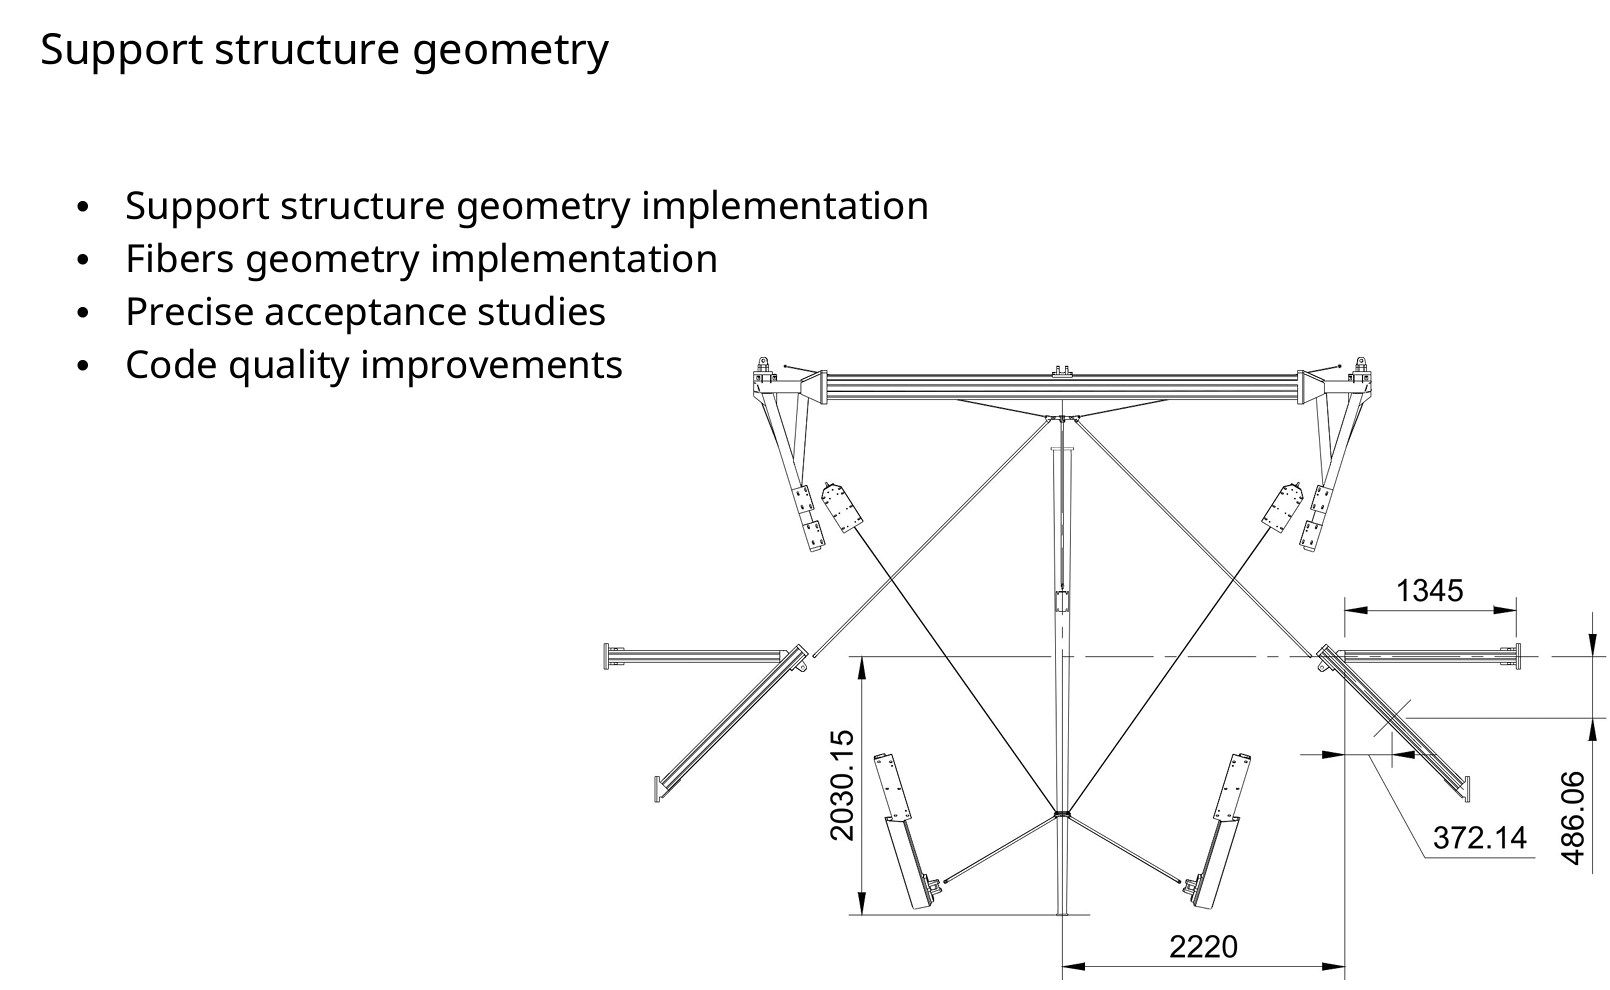 Support structure geometry
• Support structure geometry implementation
• Fibers geometry implementation
• Precise acceptance studies
• Code quality improvements
1345
2030.15
372.14
486.06
2220